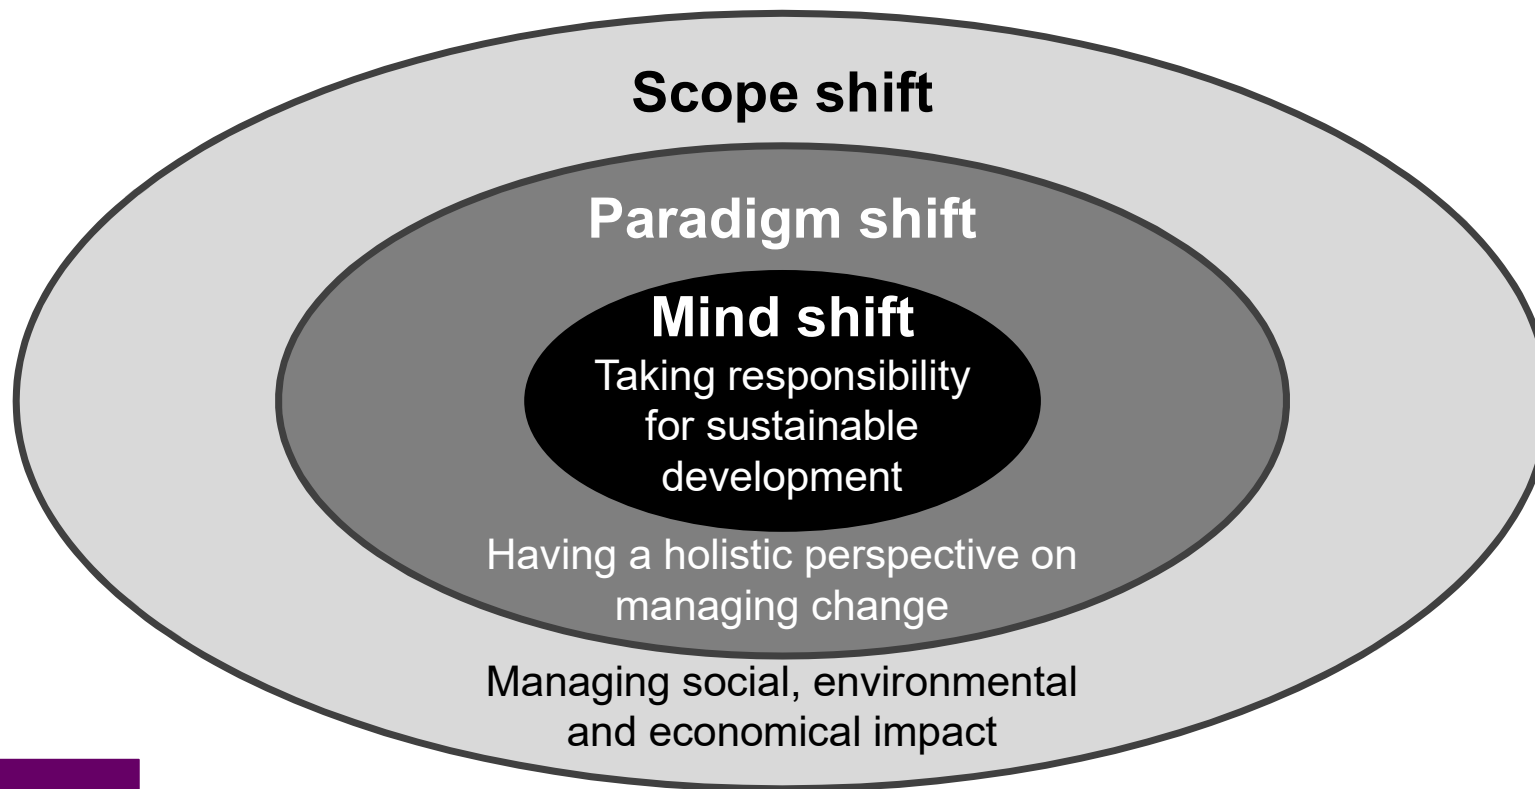 Scope shift
Paradigm shift
Mind shift
Taking responsibility
for sustainable
development
Having a holistic perspective on
managing change
Managing social, environmental
and economical impact